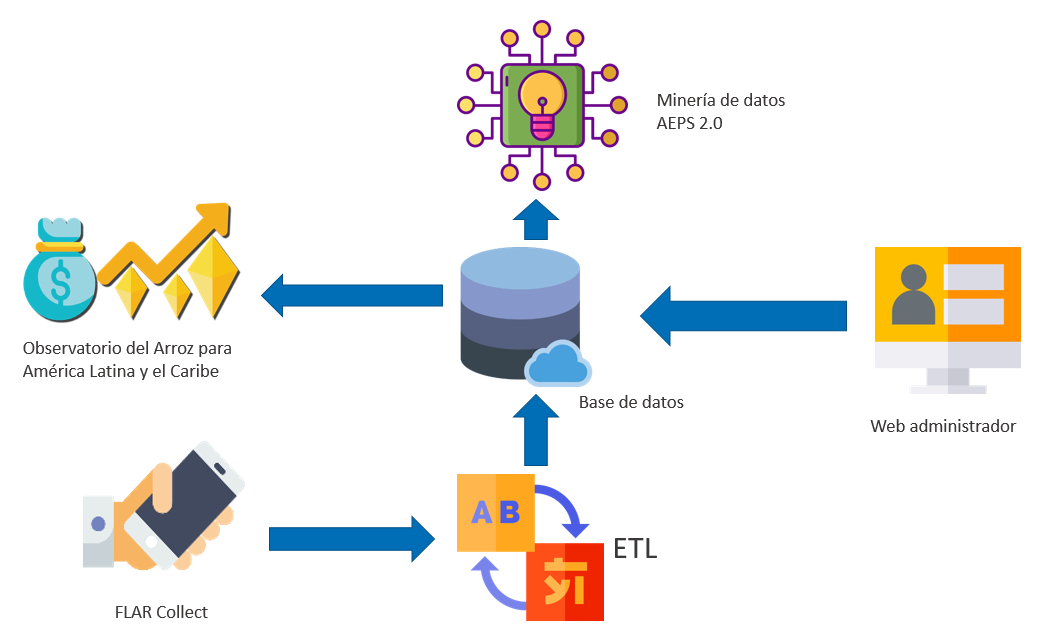 Minería de datos
AEPS 2.0
$
Observatorio del Arroz para
América Latina y el Caribe
Base de datos
Web administrador
A B
ETL
FLAR Collect